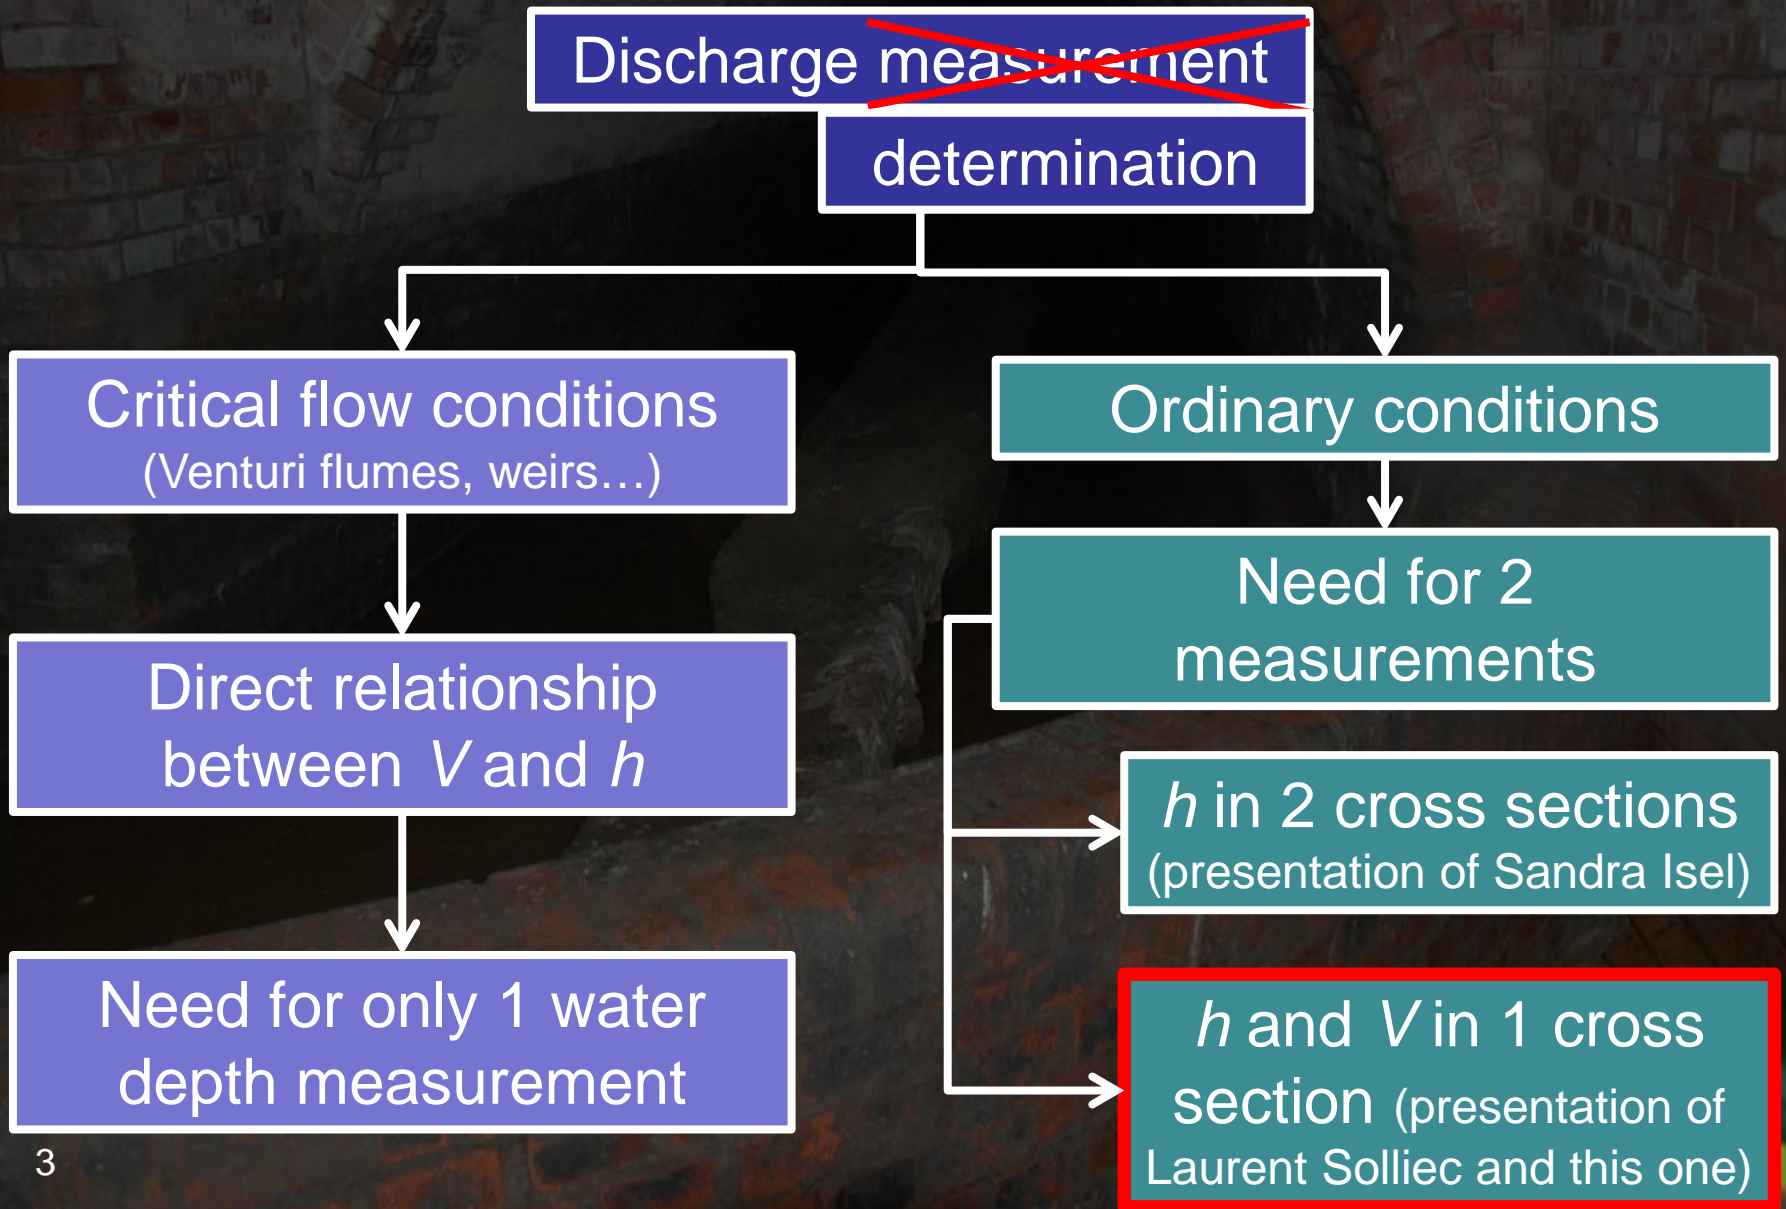 Discharge measurement
determination
Critical flow conditions
(Venturi flumes, weirs…)
Direct relationship
between V and h
Need for only 1 water
depth measurement
Ordinary conditions
Need for 2
measurements
h in 2 cross sections
(presentation of Sandra Isel)
h and V in 1 cross
section (presentation of
Laurent Solliec and this one)
3